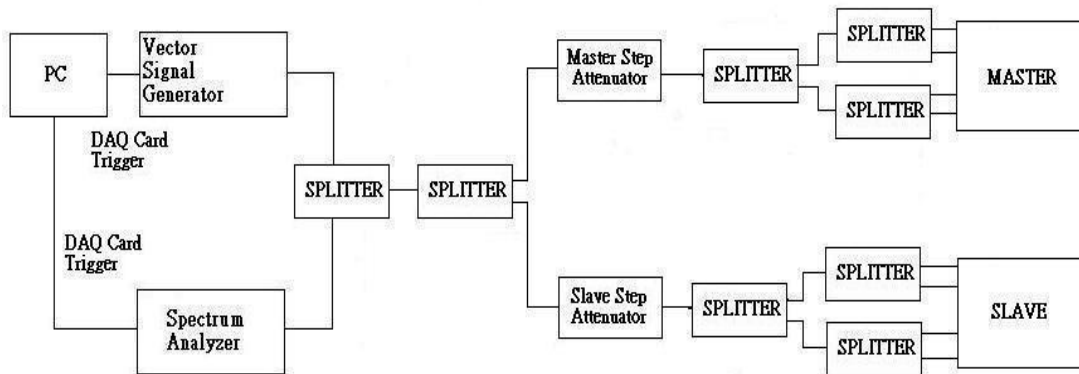 PC
Vector
Signal
Generator
DAQ Card
Trigger
DAQ Card
Trigger
Spectrum
Analyzer
SPLITTER
SPLITTER
Master Step
Attenuator
SPLITTER
SPLITTER
SPLITTER
MASTER
Slave Step
Attenuator
SPLITTER
SPLITTER
SPLITTER
SLAVE